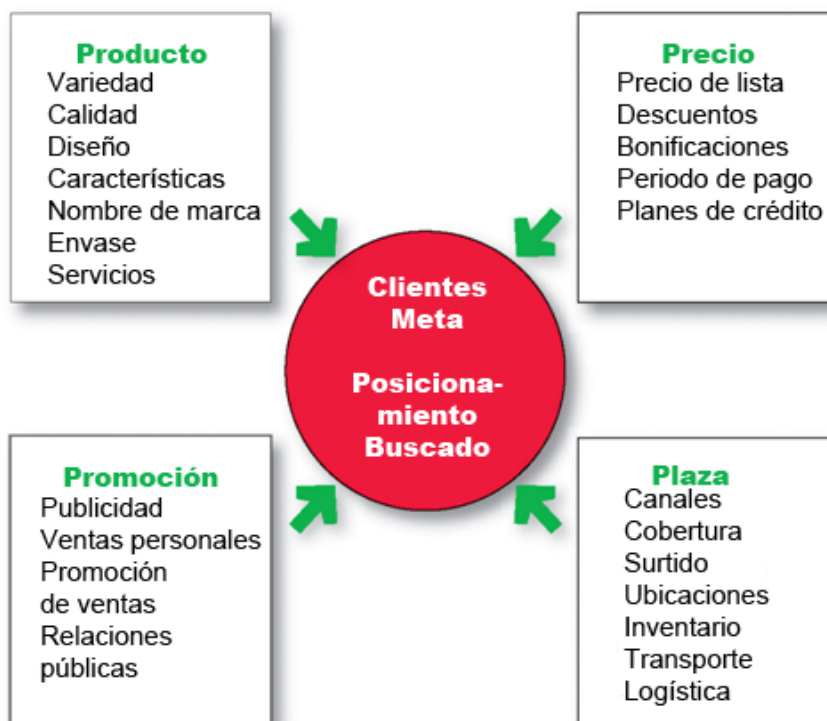 Producto
Variedad
Calidad
Diseño
Características
Nombre de marca
Envase
Servicios
Precio
Precio de lista
Descuentos
Bonificaciones
Periodo de pago
Planes de crédito
Clientes
Meta
Posiciona-
miento
Buscado
Promoción
Publicidad
Ventas personales
Promoción
de ventas
Relaciones
públicas
Plaza
Canales
Cobertura
Surtido
Ubicaciones
Inventario
Transporte
Logística